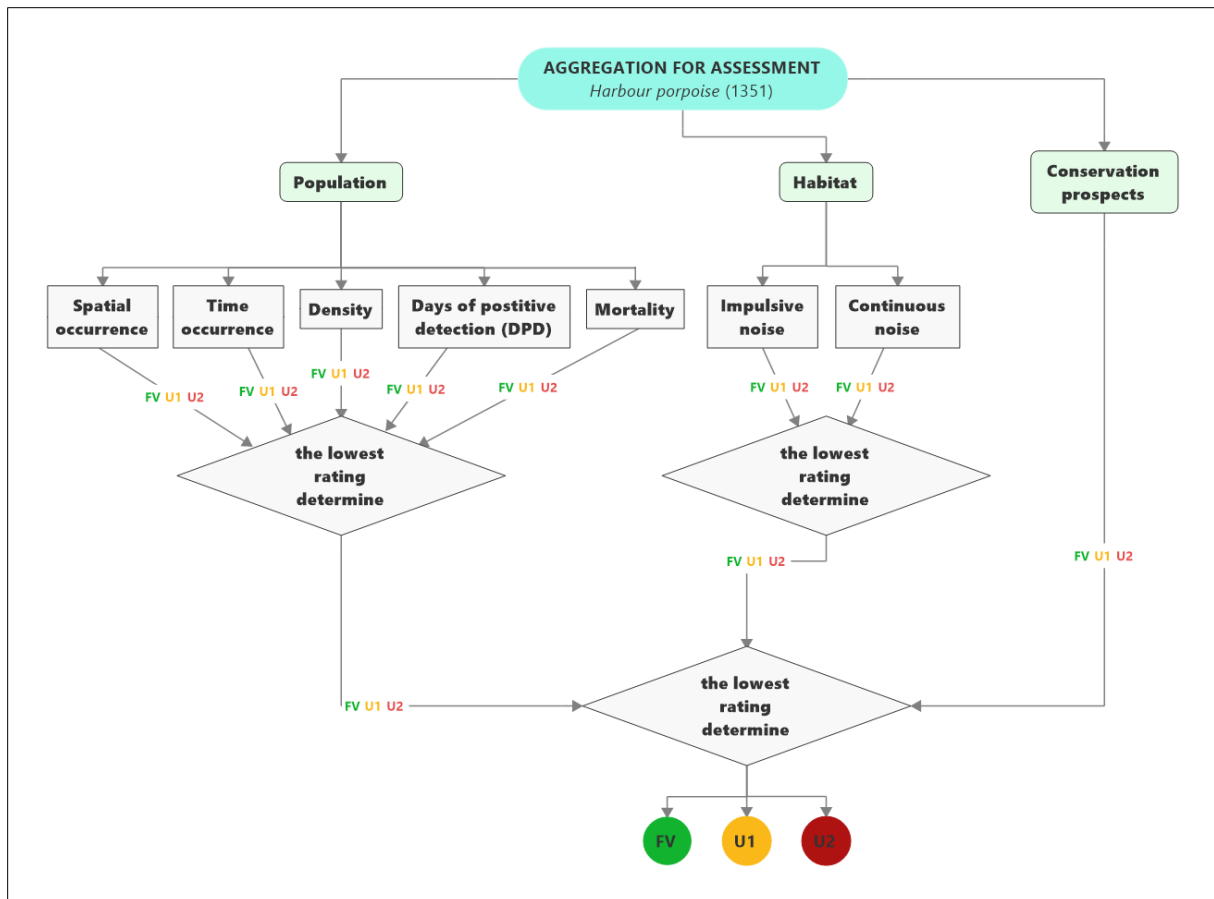 AGGREGATION FOR ASSESSMENT
Harbour porpoise (1351)
Population
Habitat
Conservation
prospects
Spatial
occurrence
Time
occurrence
Density
Days of postitive
detection (DPD)
Mortality
Impulsive
noise
Continuous
noise
FV U1 U2
FV U1 U2
FV U1 U2
FV U1 U2
FV U1 U2
FV U1 U2
FV U1 U2
the lowest
rating
determine
the lowest
rating
determine
FV U1 U2
FV U1 U2
FV U1 U2
the lowest
rating
determine
FV
U1
U2